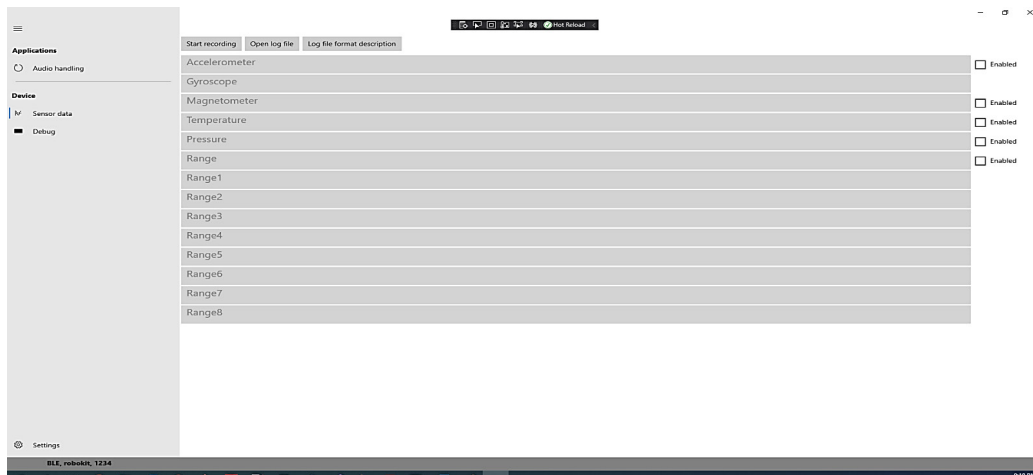 Hot Reload
Applications
Audio handling
Device
Sensor data
Debug
Settings
Start recording Open log file Log file format description
Accelerometer Enabled
Gyroscope
Magnetometer Enabled
Temperature Enabled
Pressure Enabled
Range Enabled
Range1
Range2
Range3
Range4
Range5
Range6
Range7
Range8
BLE, robokit, 1234